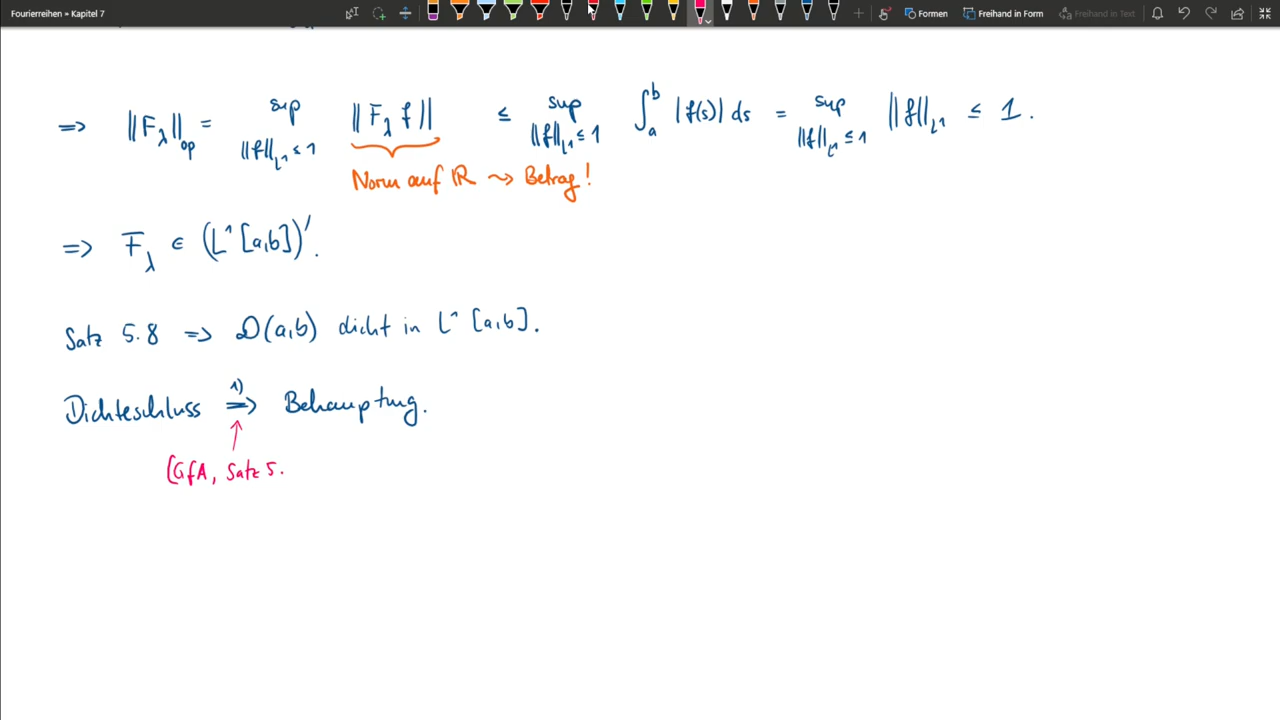 Fourierreihen » Kapitel 7
Formen
Freihand in Form
Freihand in Text
⇒ ‖F_λ‖_op = sup_{‖f‖_{L¹} ≤ 1} ‖F_λ f‖ ≤ sup_{‖f‖_{L¹} ≤ 1} ∫_a^b |f(s)| ds = sup_{‖f‖_{L¹} ≤ 1} ‖f‖_{L¹} ≤ 1.
Norm auf ℝ ⇝ Betrag!
⇒ F_λ ∈ (L¹[a,b])'.
Satz 5.8 ⇒ D(a,b) dicht in L¹[a,b].
1)
Dichteschluss ⇒ Behauptung.
(GfA, Satz 5.